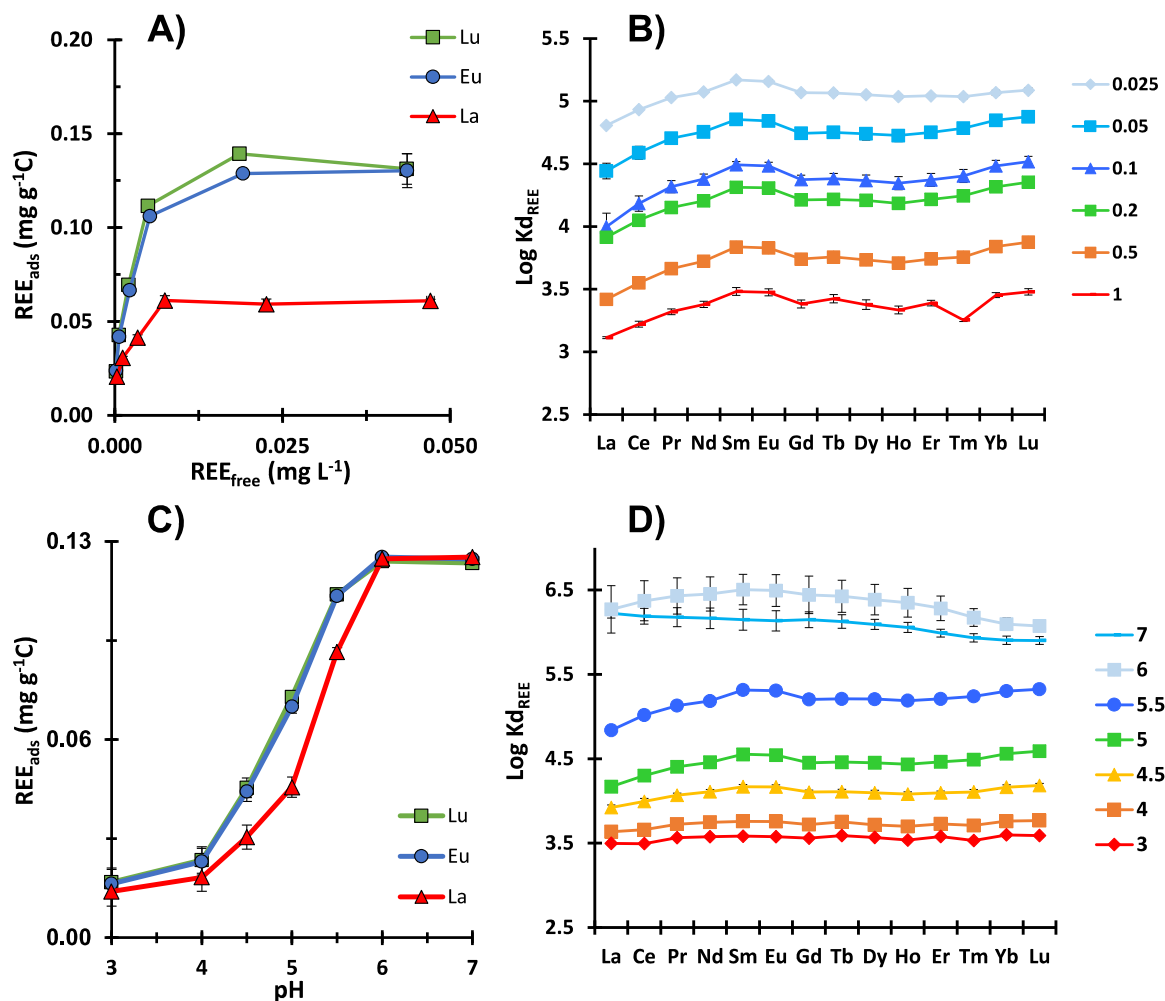 A)
0.20
0.15
0.10
0.05
0.00
0.000
0.025
0.050
REE_ads (mg g⁻¹C)
REE_free (mg L⁻¹)
Lu
Eu
La
B)
5.5
5
4.5
4
3.5
3
2.5
Log Kd_REE
La Ce Pr Nd Sm Eu Gd Tb Dy Ho Er Tm Yb Lu
0.025
0.05
0.1
0.2
0.5
1
C)
0.13
0.06
0.00
3 4 5 6 7
REE_ads (mg g⁻¹C)
pH
Lu
Eu
La
D)
6.5
5.5
4.5
3.5
2.5
Log Kd_REE
La Ce Pr Nd Sm Eu Gd Tb Dy Ho Er Tm Yb Lu
7
6
5.5
5
4.5
4
3